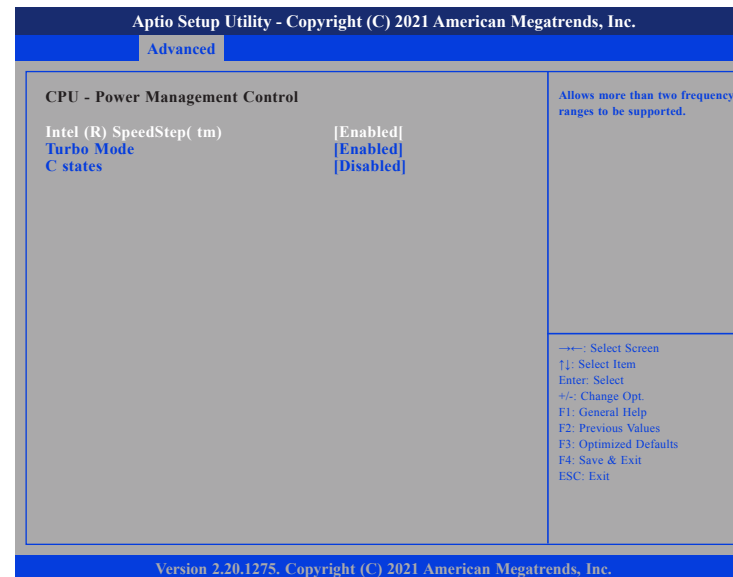 Aptio Setup Utility - Copyright (C) 2021 American Megatrends, Inc.
Advanced
CPU - Power Management Control
Intel (R) SpeedStep( tm) [Enabled[
Turbo Mode [Enabled]
C states [Disabled]
Allows more than two frequency
ranges to be supported.
→←: Select Screen
↑↓: Select Item
Enter: Select
+/-: Change Opt.
F1: General Help
F2: Previous Values
F3: Optimized Defaults
F4: Save & Exit
ESC: Exit
Version 2.20.1275. Copyright (C) 2021 American Megatrends, Inc.